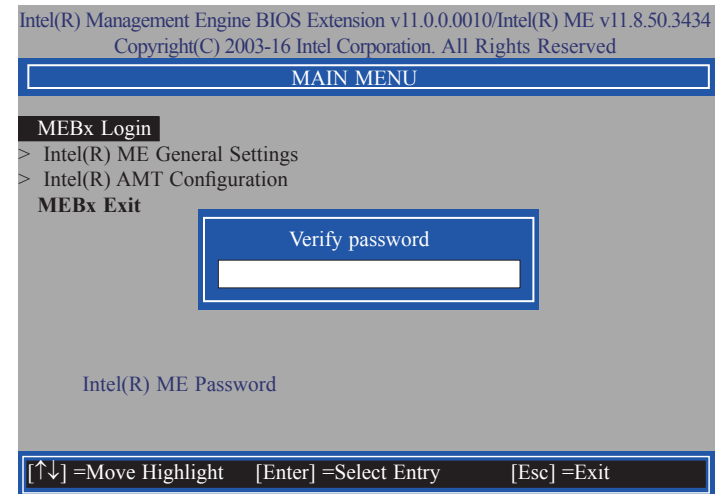 Intel(R) Management Engine BIOS Extension v11.0.0.0010/Intel(R) ME v11.8.50.3434
Copyright(C) 2003-16 Intel Corporation. All Rights Reserved
MAIN MENU
MEBx Login
> Intel(R) ME General Settings
> Intel(R) AMT Configuration
MEBx Exit
Verify password
Intel(R) ME Password
[↑↓] =Move Highlight [Enter] =Select Entry [Esc] =Exit